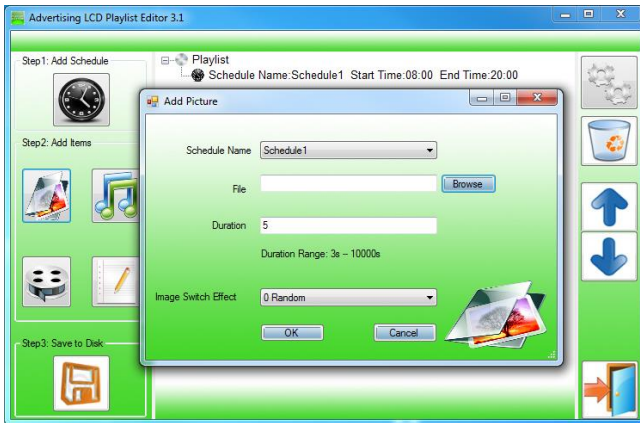 Advertising LCD Playlist Editor 3.1
Step1: Add Schedule
Playlist
Schedule Name:Schedule1 Start Time:08:00 End Time:20:00
Step2: Add Items
Add Picture
Schedule Name Schedule1
File Browse
Duration 5
Duration Range: 3s – 10000s
Image Switch Effect 0 Random
OK Cancel
Step3: Save to Disk